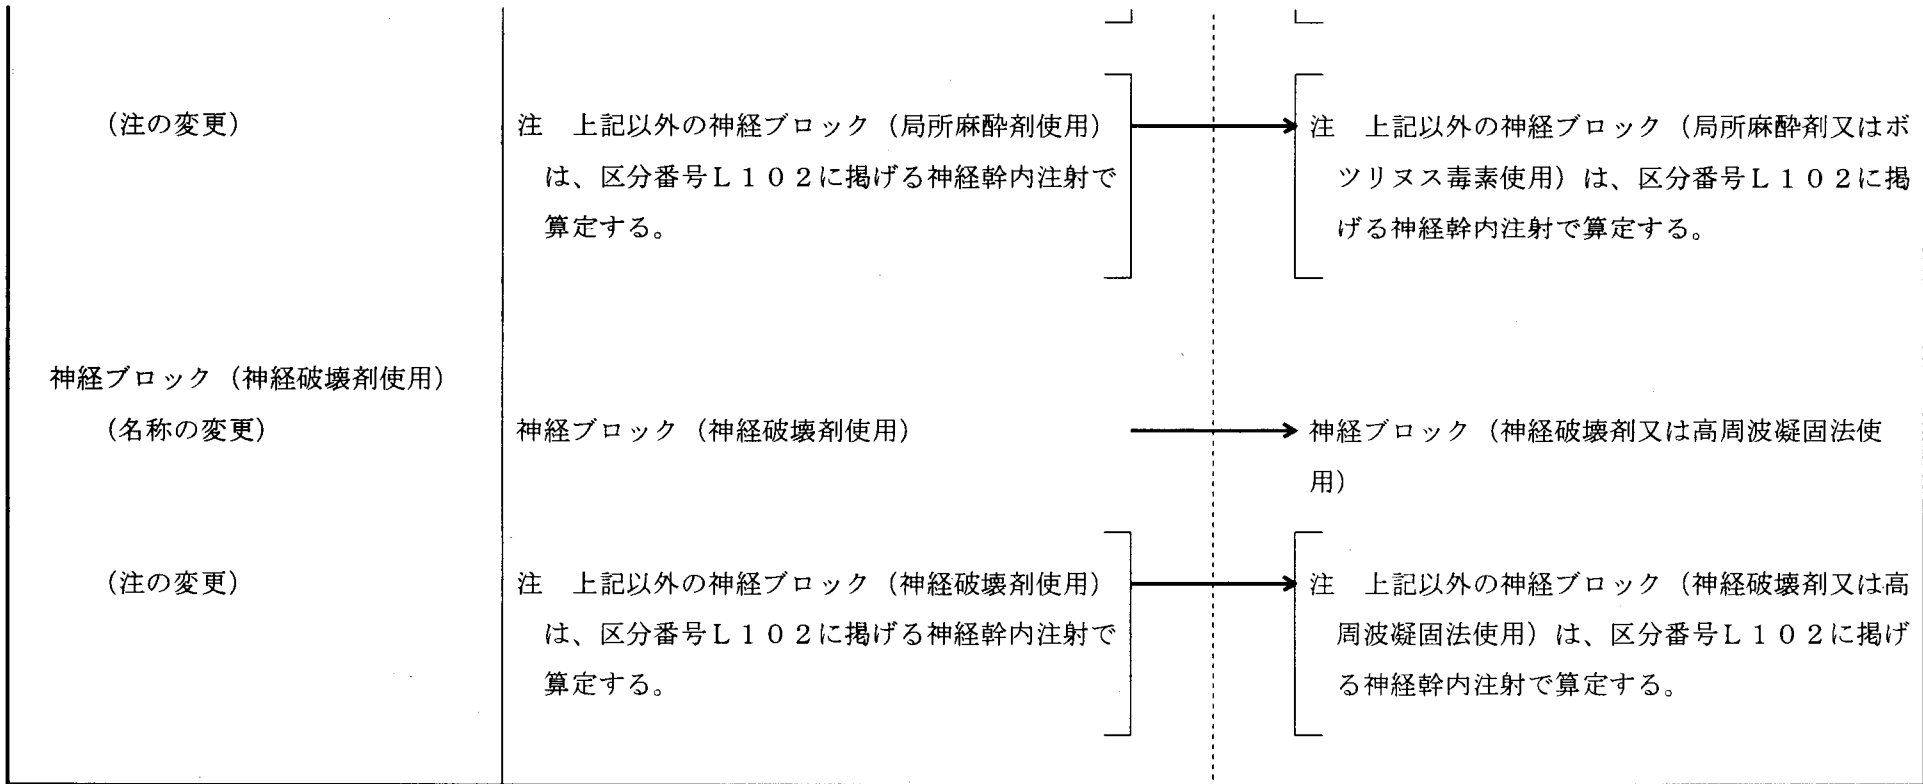 （注の変更）
注　上記以外の神経ブロック（局所麻酔剤使用）
は、区分番号Ｌ１０２に掲げる神経幹内注射で
算定する。
注　上記以外の神経ブロック（局所麻酔剤又はボ
ツリヌス毒素使用）は、区分番号Ｌ１０２に掲
げる神経幹内注射で算定する。
神経ブロック（神経破壊剤使用）
（名称の変更）
神経ブロック（神経破壊剤使用）
神経ブロック（神経破壊剤又は高周波凝固法使
用）
（注の変更）
注　上記以外の神経ブロック（神経破壊剤使用）
は、区分番号Ｌ１０２に掲げる神経幹内注射で
算定する。
注　上記以外の神経ブロック（神経破壊剤又は高
周波凝固法使用）は、区分番号Ｌ１０２に掲げ
る神経幹内注射で算定する。